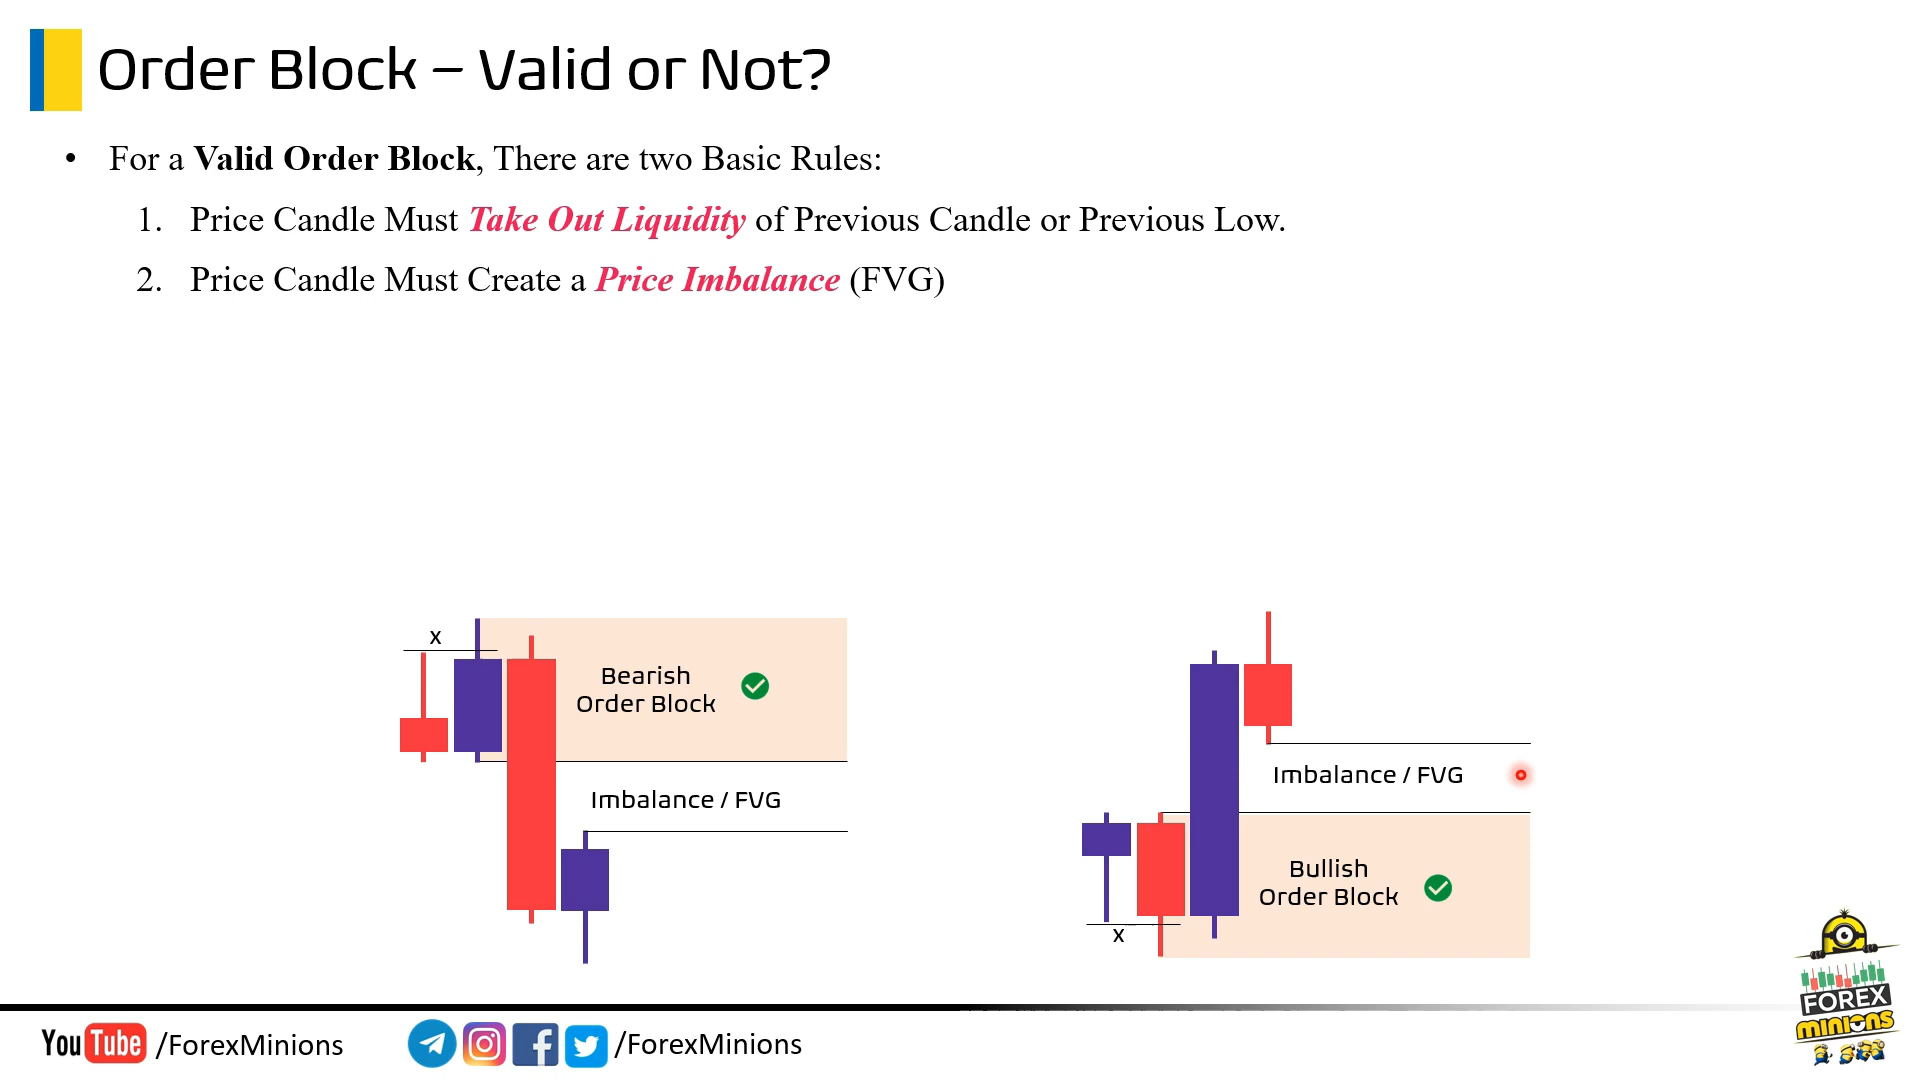 Order Block – Valid or Not?
• For a Valid Order Block, There are two Basic Rules:
1. Price Candle Must Take Out Liquidity of Previous Candle or Previous Low.
2. Price Candle Must Create a Price Imbalance (FVG)
x
Bearish
Order Block
Imbalance / FVG
Imbalance / FVG
Bullish
Order Block
x
FOREX
minions
YouTube /ForexMinions
/ForexMinions